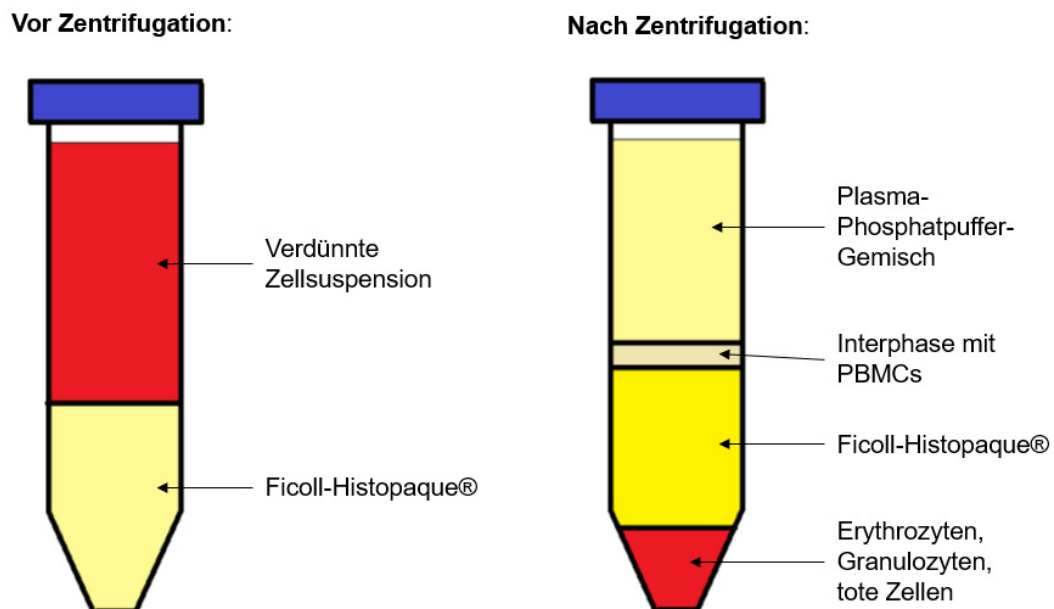 Vor Zentrifugation:
Verdünnte
Zellsuspension
Ficoll-Histopaque®
Nach Zentrifugation:
Plasma-
Phosphatpuffer-
Gemisch
Interphase mit
PBMCs
Ficoll-Histopaque®
Erythrozyten,
Granulozyten,
tote Zellen